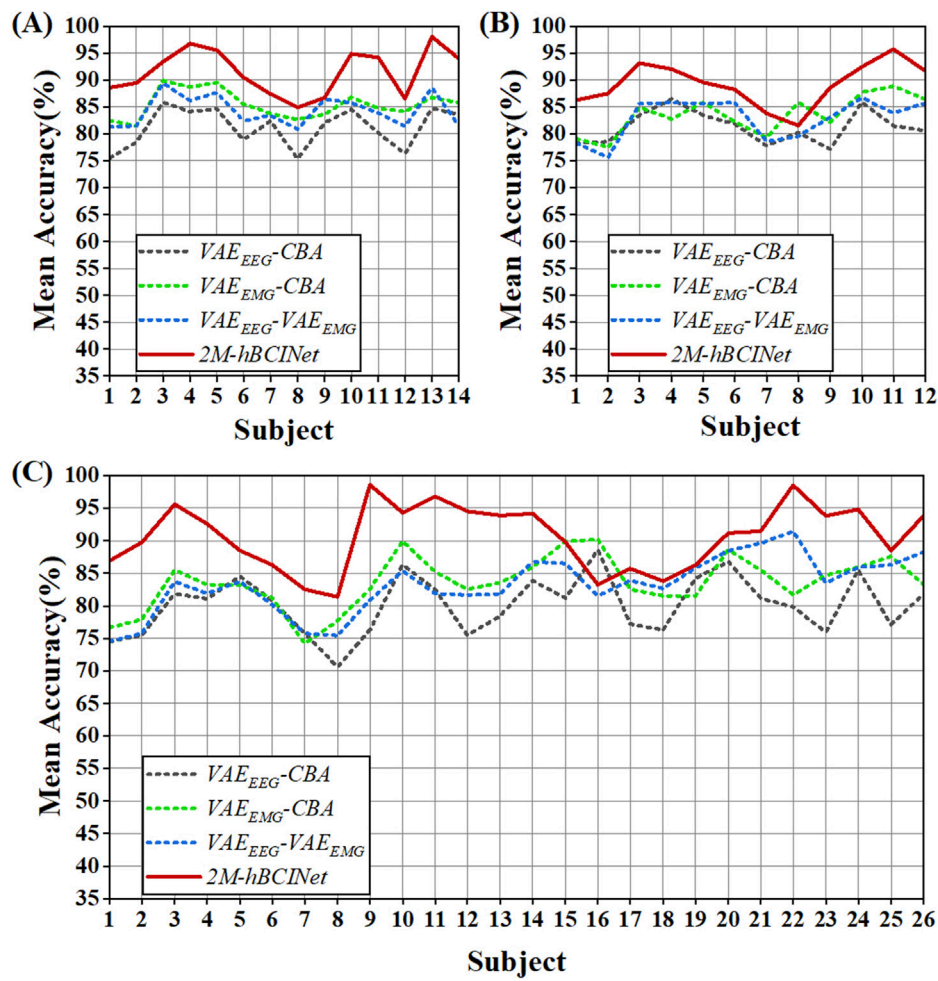 (A)
Mean Accuracy(%)
100
95
90
85
80
75
70
65
60
55
50
45
40
35
VAE_EEG-CBA
VAE_EMG-CBA
VAE_EEG-VAE_EMG
2M-hBCINet
1 2 3 4 5 6 7 8 9 10 11 12 13 14
Subject
(B)
Mean Accuracy(%)
100
95
90
85
80
75
70
65
60
55
50
45
40
35
VAE_EEG-CBA
VAE_EMG-CBA
VAE_EEG-VAE_EMG
2M-hBCINet
1 2 3 4 5 6 7 8 9 10 11 12
Subject
(C)
Mean Accuracy(%)
100
95
90
85
80
75
70
65
60
55
50
45
40
35
VAE_EEG-CBA
VAE_EMG-CBA
VAE_EEG-VAE_EMG
2M-hBCINet
1 2 3 4 5 6 7 8 9 10 11 12 13 14 15 16 17 18 19 20 21 22 23 24 25 26
Subject